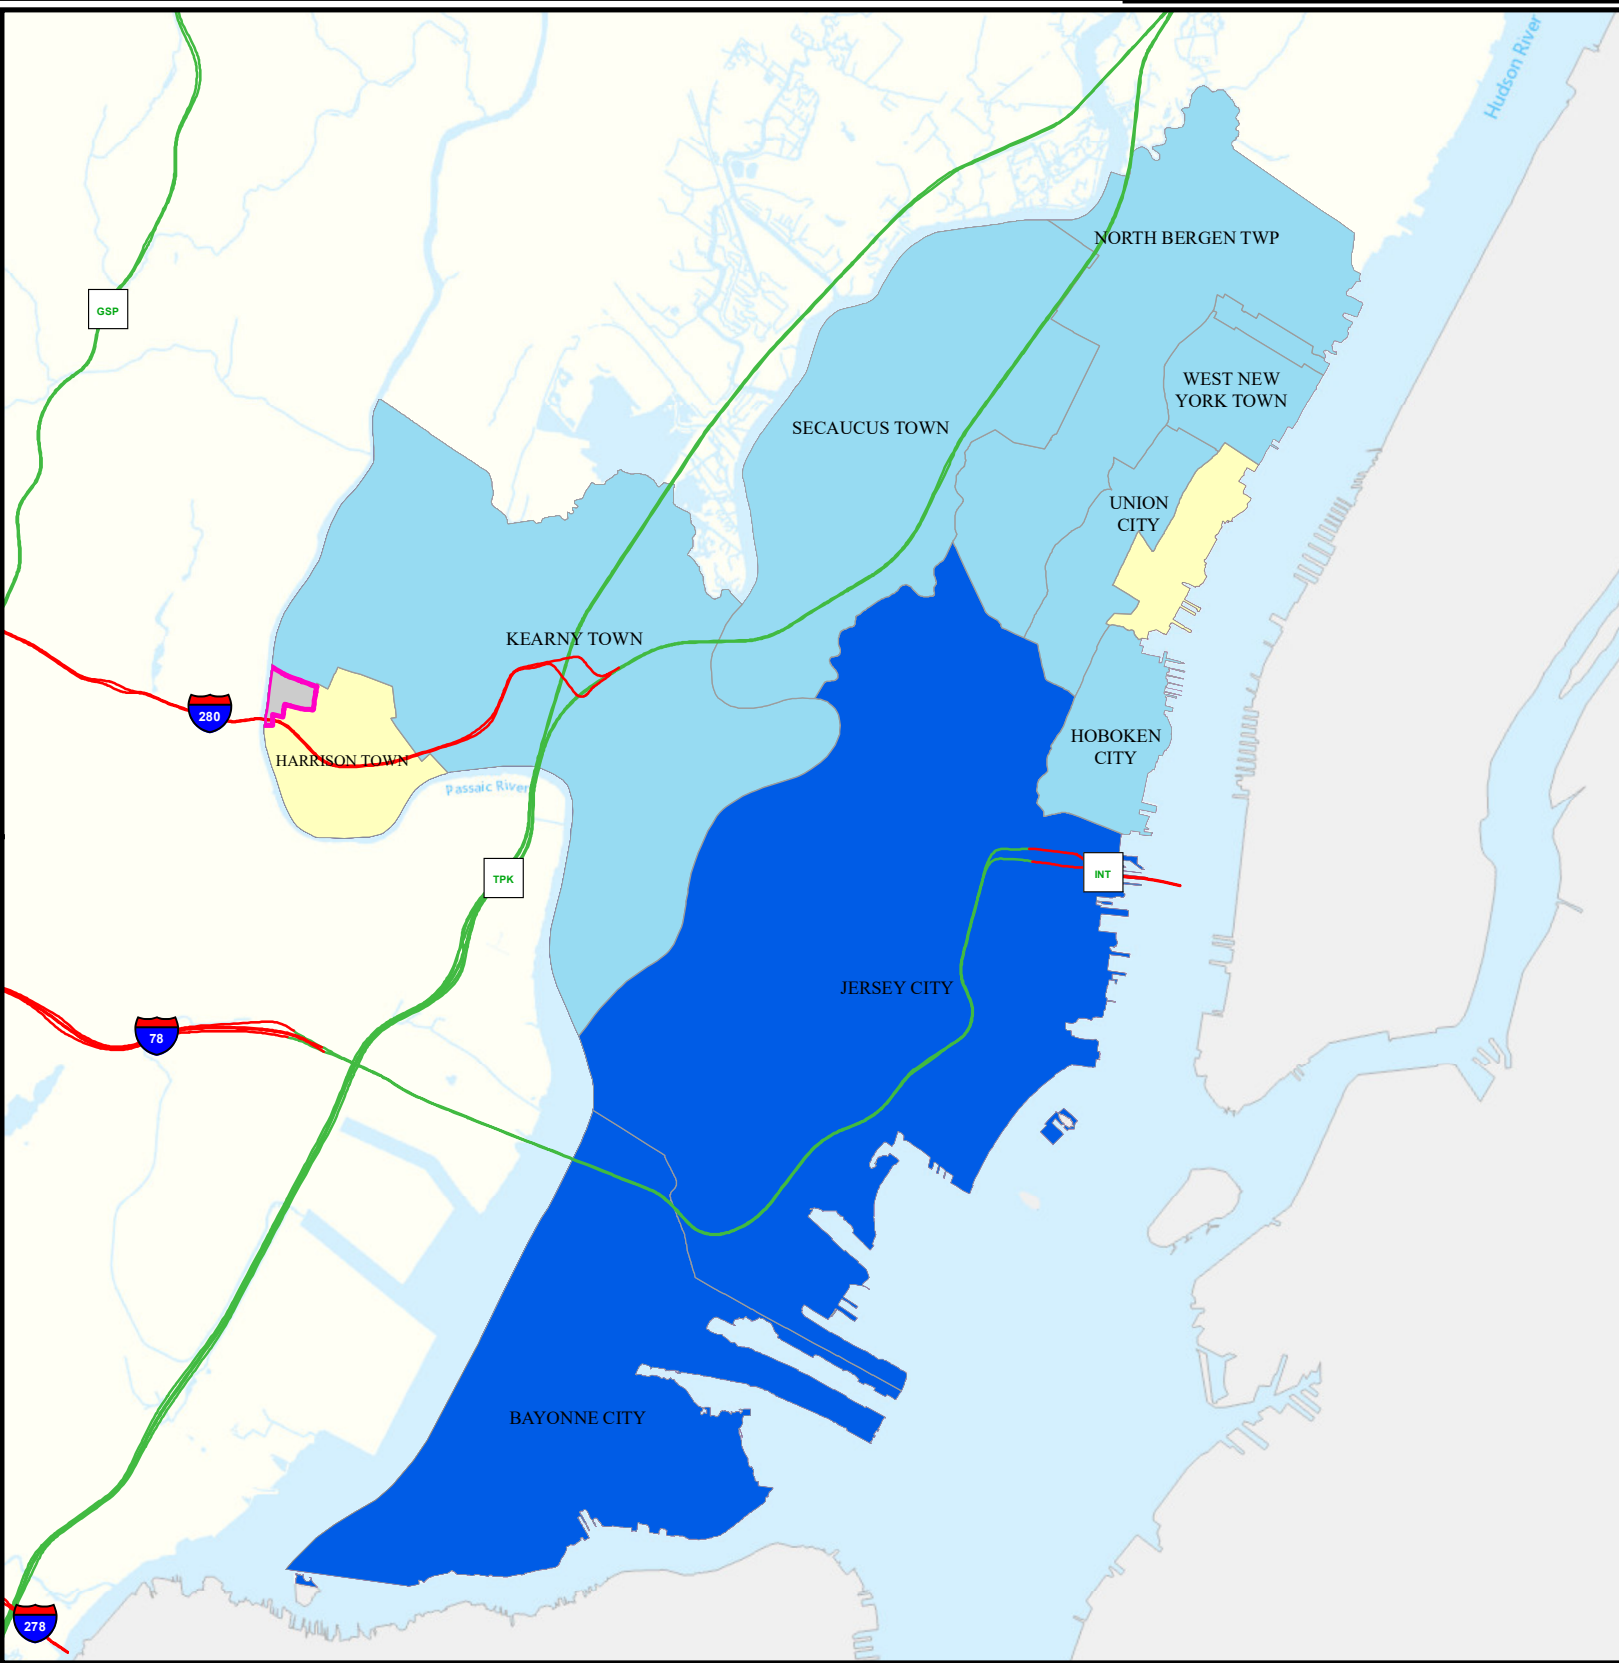 Hudson River
NORTH BERGEN TWP
GSP
WEST NEW
YORK TOWN
SECAUCUS TOWN
UNION
CITY
KEARNY TOWN
280
HOBOKEN
CITY
HARRISON TOWN
Passaic River
TPK
INT
JERSEY CITY
78
BAYONNE CITY
278